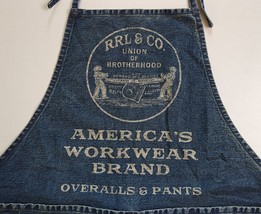 RRL & CO.
UNION
OF
BROTHERHOOD
AMERICA'S
WORKWEAR
BRAND
OVERALLS & PANTS